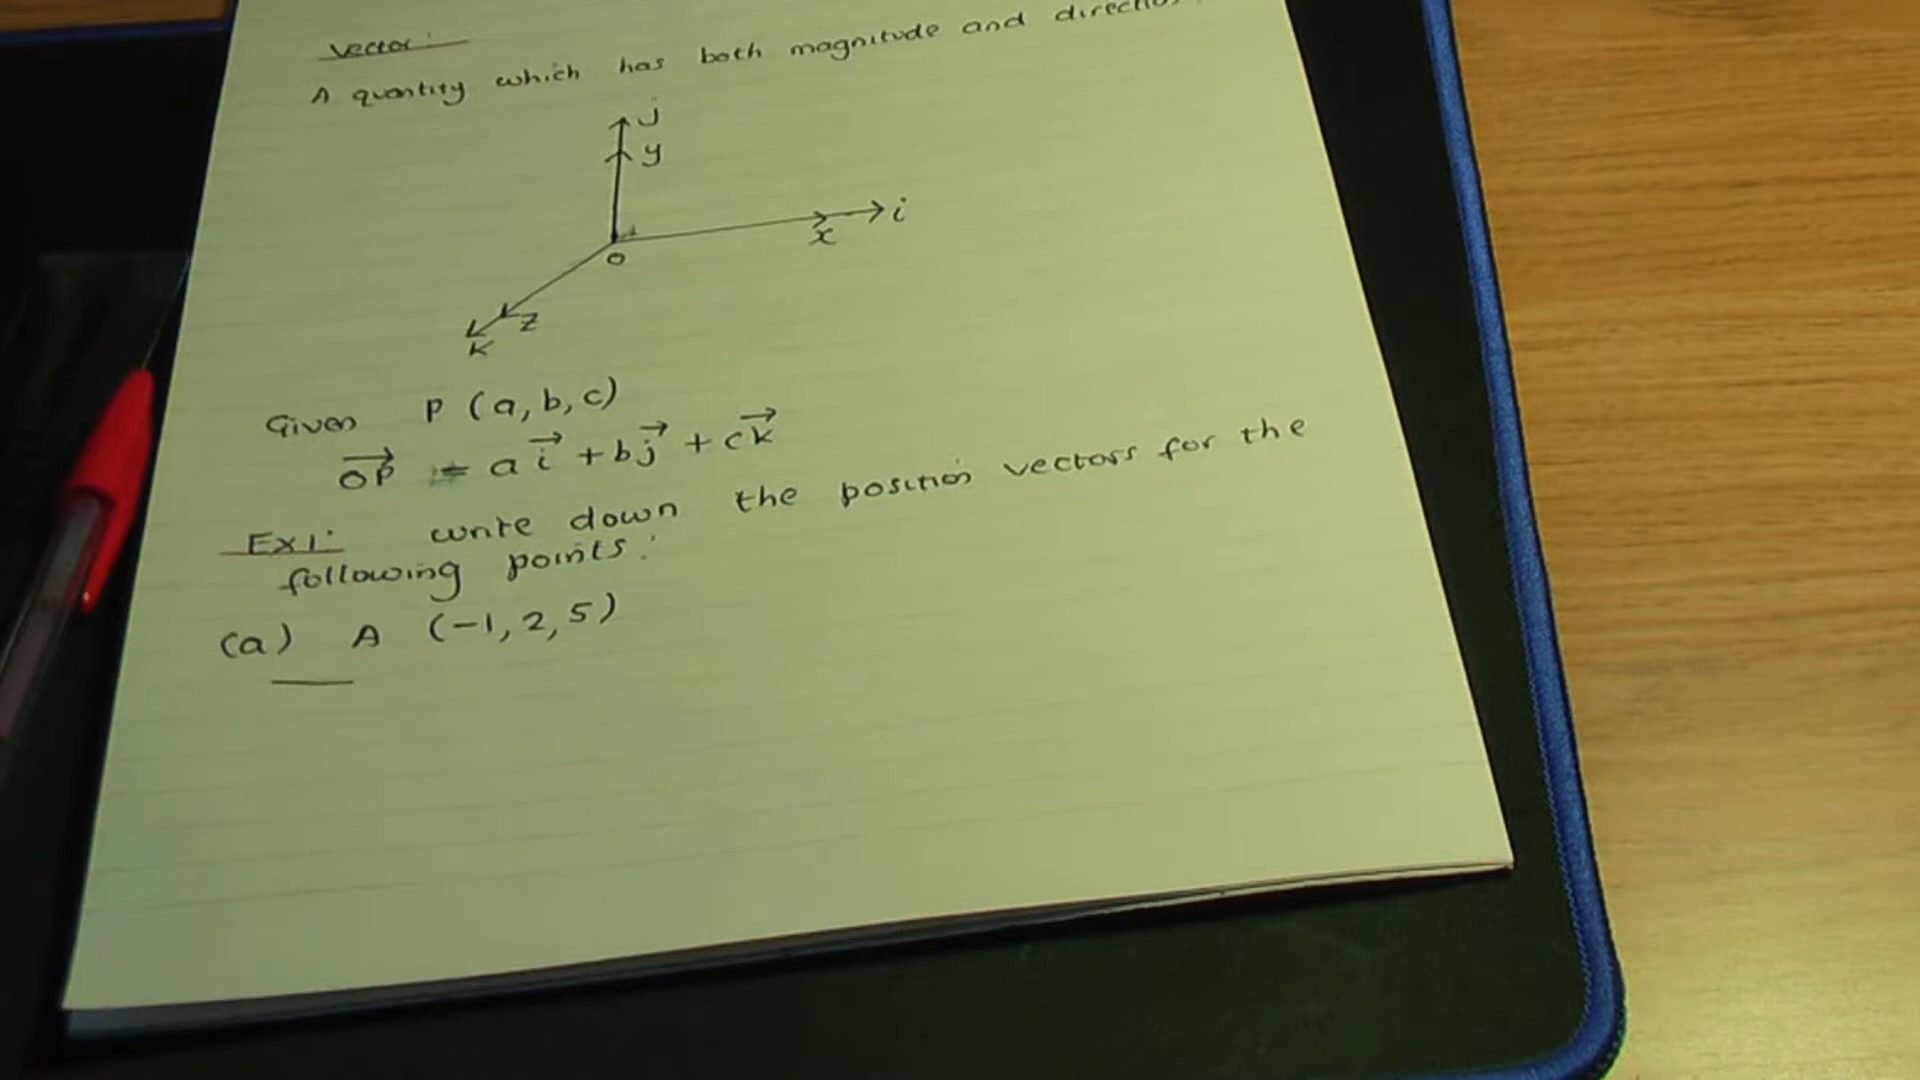 Vector:
A quantity which has both magnitude and
j
y
i
x
o
z
k
Given P (a, b, c)
OP⃗ = a i⃗ + b j⃗ + c k⃗
Ex1: write down the position vectors for the
following points:
(a) A (-1, 2, 5)